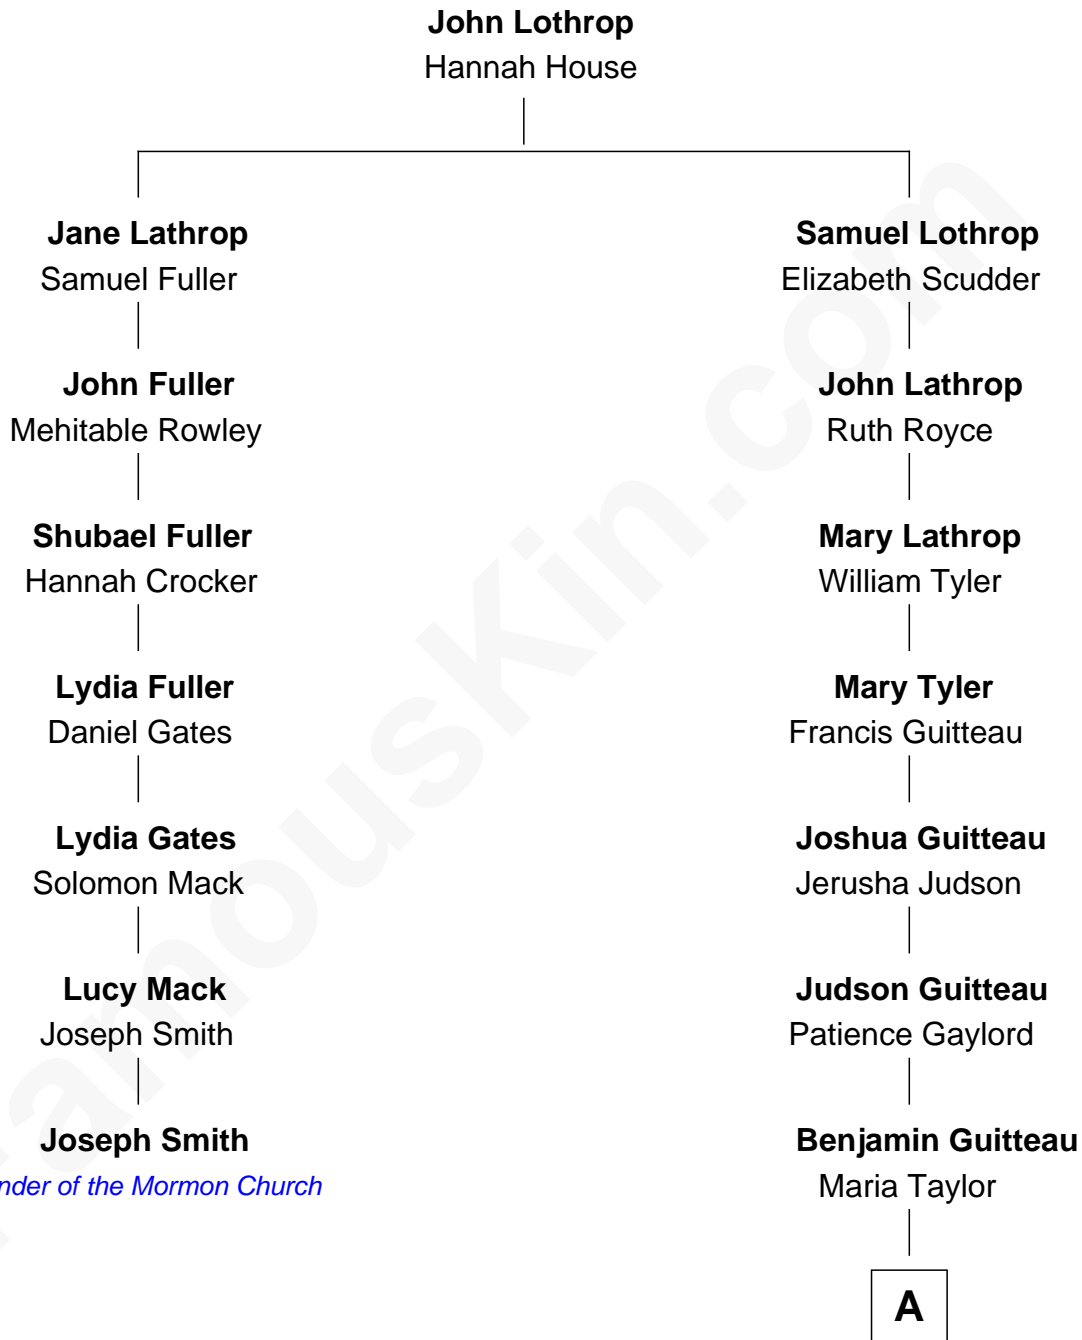 John Lothrop
Hannah House
Jane Lathrop
Samuel Fuller
John Fuller
Mehitable Rowley
Shubael Fuller
Hannah Crocker
Lydia Fuller
Daniel Gates
Lydia Gates
Solomon Mack
Lucy Mack
Joseph Smith
Joseph Smith
nder of the Mormon Church
Samuel Lothrop
Elizabeth Scudder
John Lathrop
Ruth Royce
Mary Lathrop
William Tyler
Mary Tyler
Francis Guitteau
Joshua Guitteau
Jerusha Judson
Judson Guitteau
Patience Gaylord
Benjamin Guitteau
Maria Taylor
A
amouskin.com